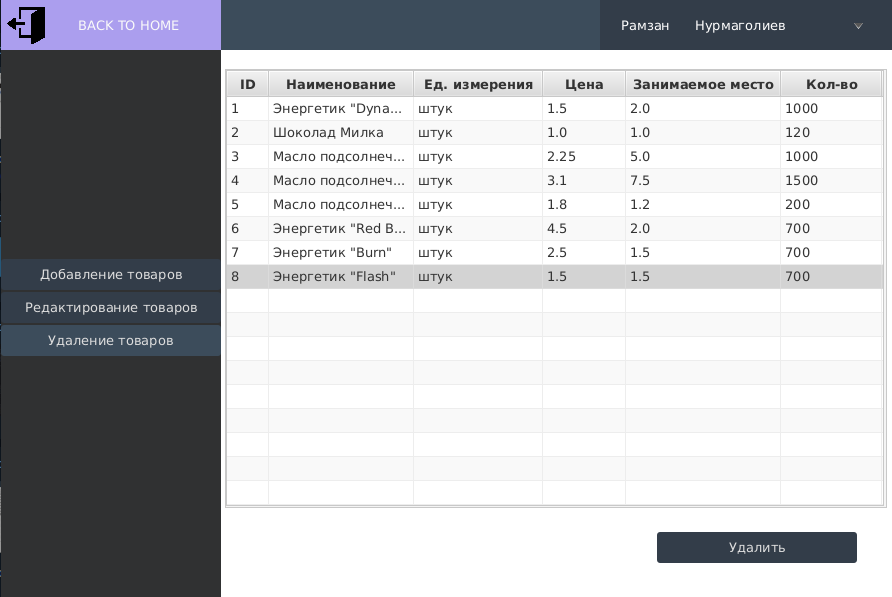 BACK TO HOME
Рамзан Нурмаголиев
ID Наименование Ед. измерения Цена Занимаемое место Кол-во
1 Энергетик "Dyna... штук 1.5 2.0 1000
2 Шоколад Милка штук 1.0 1.0 120
3 Масло подсолнеч... штук 2.25 5.0 1000
4 Масло подсолнеч... штук 3.1 7.5 1500
5 Масло подсолнеч... штук 1.8 1.2 200
6 Энергетик "Red B... штук 4.5 2.0 700
7 Энергетик "Burn" штук 2.5 1.5 700
8 Энергетик "Flash" штук 1.5 1.5 700
Добавление товаров
Редактирование товаров
Удаление товаров
Удалить